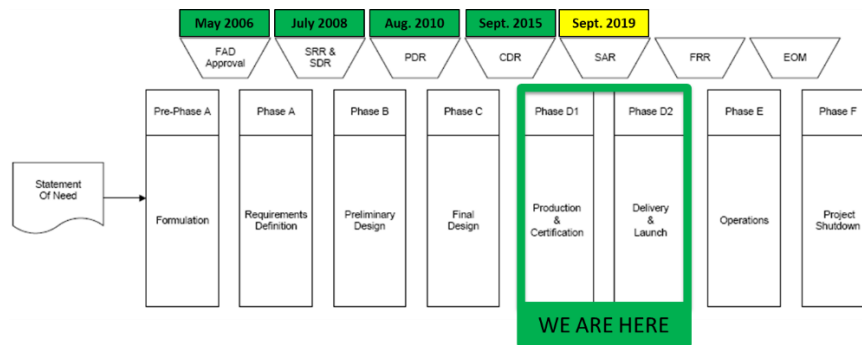 May 2006
July 2008
Aug. 2010
Sept. 2015
Sept. 2019
FAD
Approval
SRR &
SDR
PDR
CDR
SAR
FRR
EOM
Pre-Phase A
Phase A
Phase B
Phase C
Phase D1
Phase D2
Phase E
Phase F
Statement
Of Need
Formulation
Requirements
Definition
Preliminary
Design
Final
Design
Production
&
Certification
Delivery
&
Launch
Operations
Project
Shutdown
WE ARE HERE